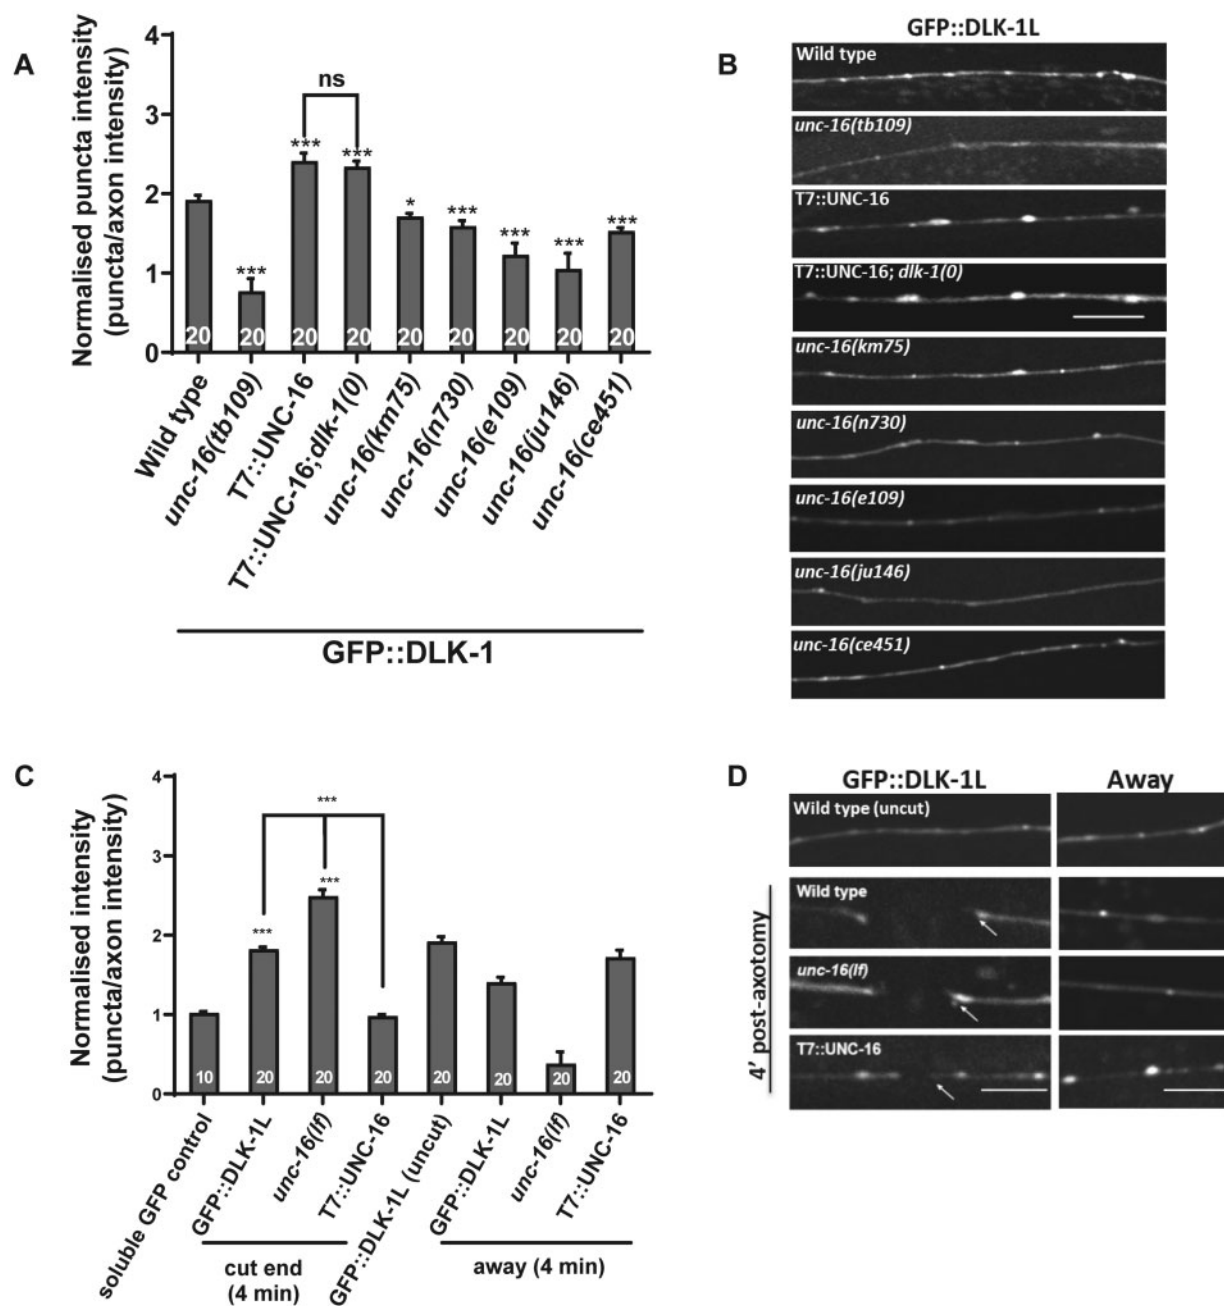 A
Normalised puncta intensity
(puncta/axon intensity)
4
3
2
1
0
ns
***
***
***
*
***
***
***
***
20
20
20
20
20
20
20
20
20
Wild type
unc-16(tb109)
T7::UNC-16
T7::UNC-16;dlk-1(0)
unc-16(km75)
unc-16(n730)
unc-16(e109)
unc-16(ju146)
unc-16(ce451)
GFP::DLK-1
B
GFP::DLK-1L
Wild type
unc-16(tb109)
T7::UNC-16
T7::UNC-16; dlk-1(0)
unc-16(km75)
unc-16(n730)
unc-16(e109)
unc-16(ju146)
unc-16(ce451)
C
Normalised intensity
(puncta/axon intensity)
4
3
2
1
0
***
***
***
10
20
20
20
20
20
20
20
soluble GFP control
GFP::DLK-1L
unc-16(lf)
T7::UNC-16
GFP::DLK-1L (uncut)
GFP::DLK-1L
unc-16(lf)
T7::UNC-16
cut end
(4 min)
away (4 min)
D
GFP::DLK-1L
Away
Wild type (uncut)
4' post-axotomy
Wild type
unc-16(lf)
T7::UNC-16